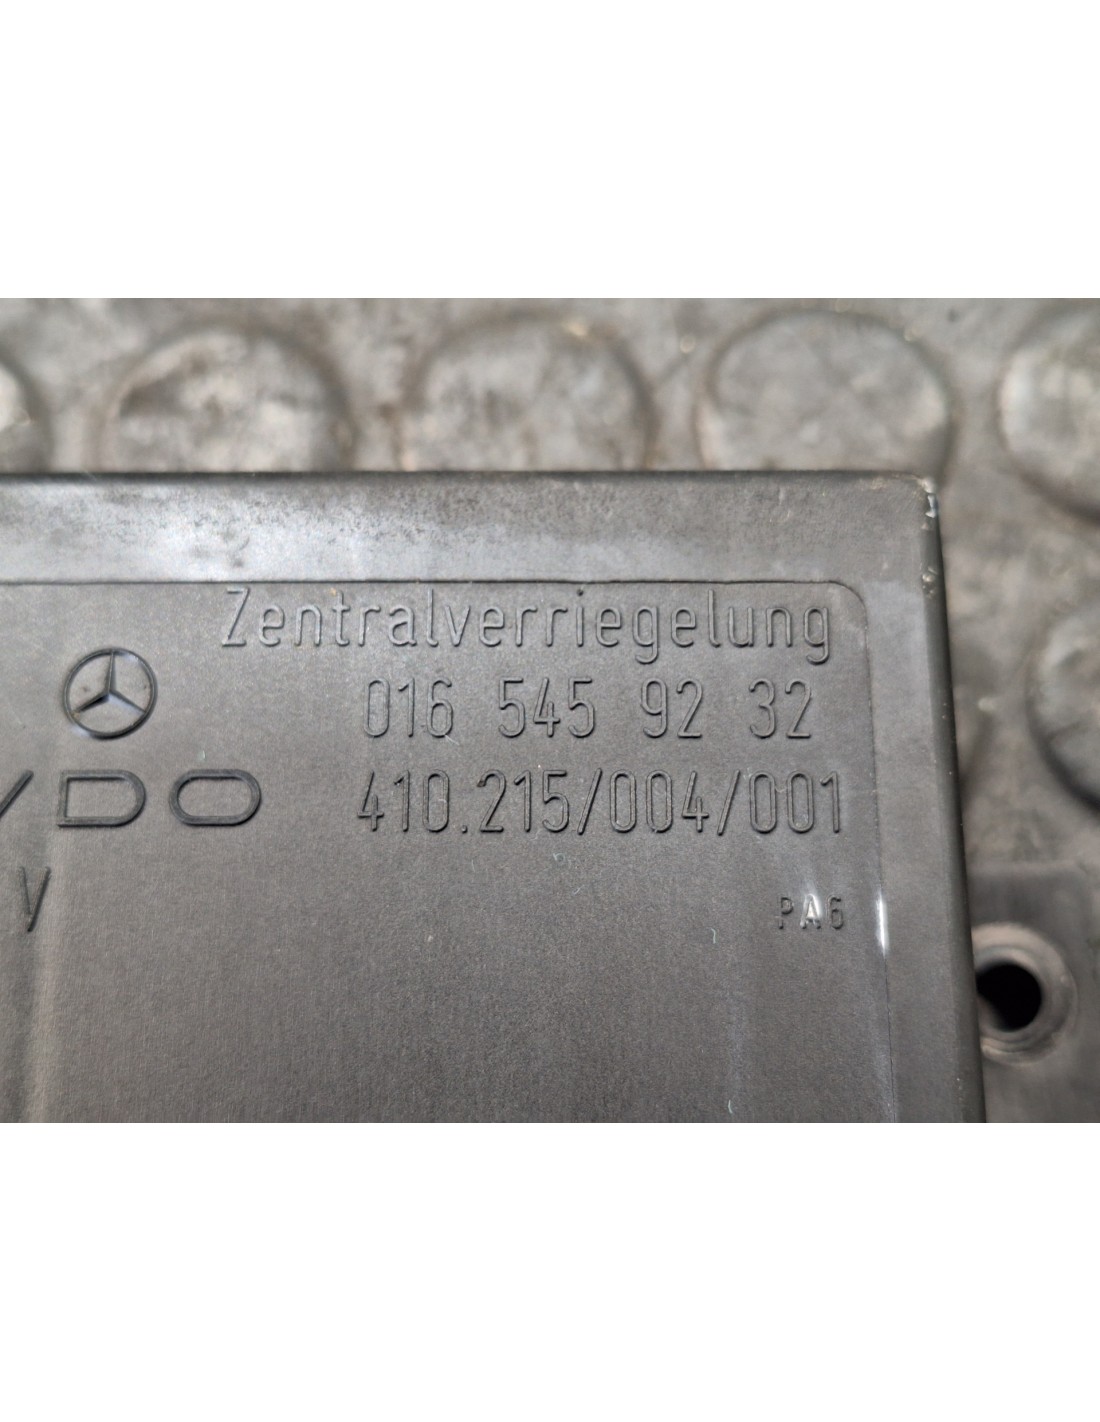 Zentralverriegelung
016 545 92 32
VDO 410.215/004/001
V
PA6